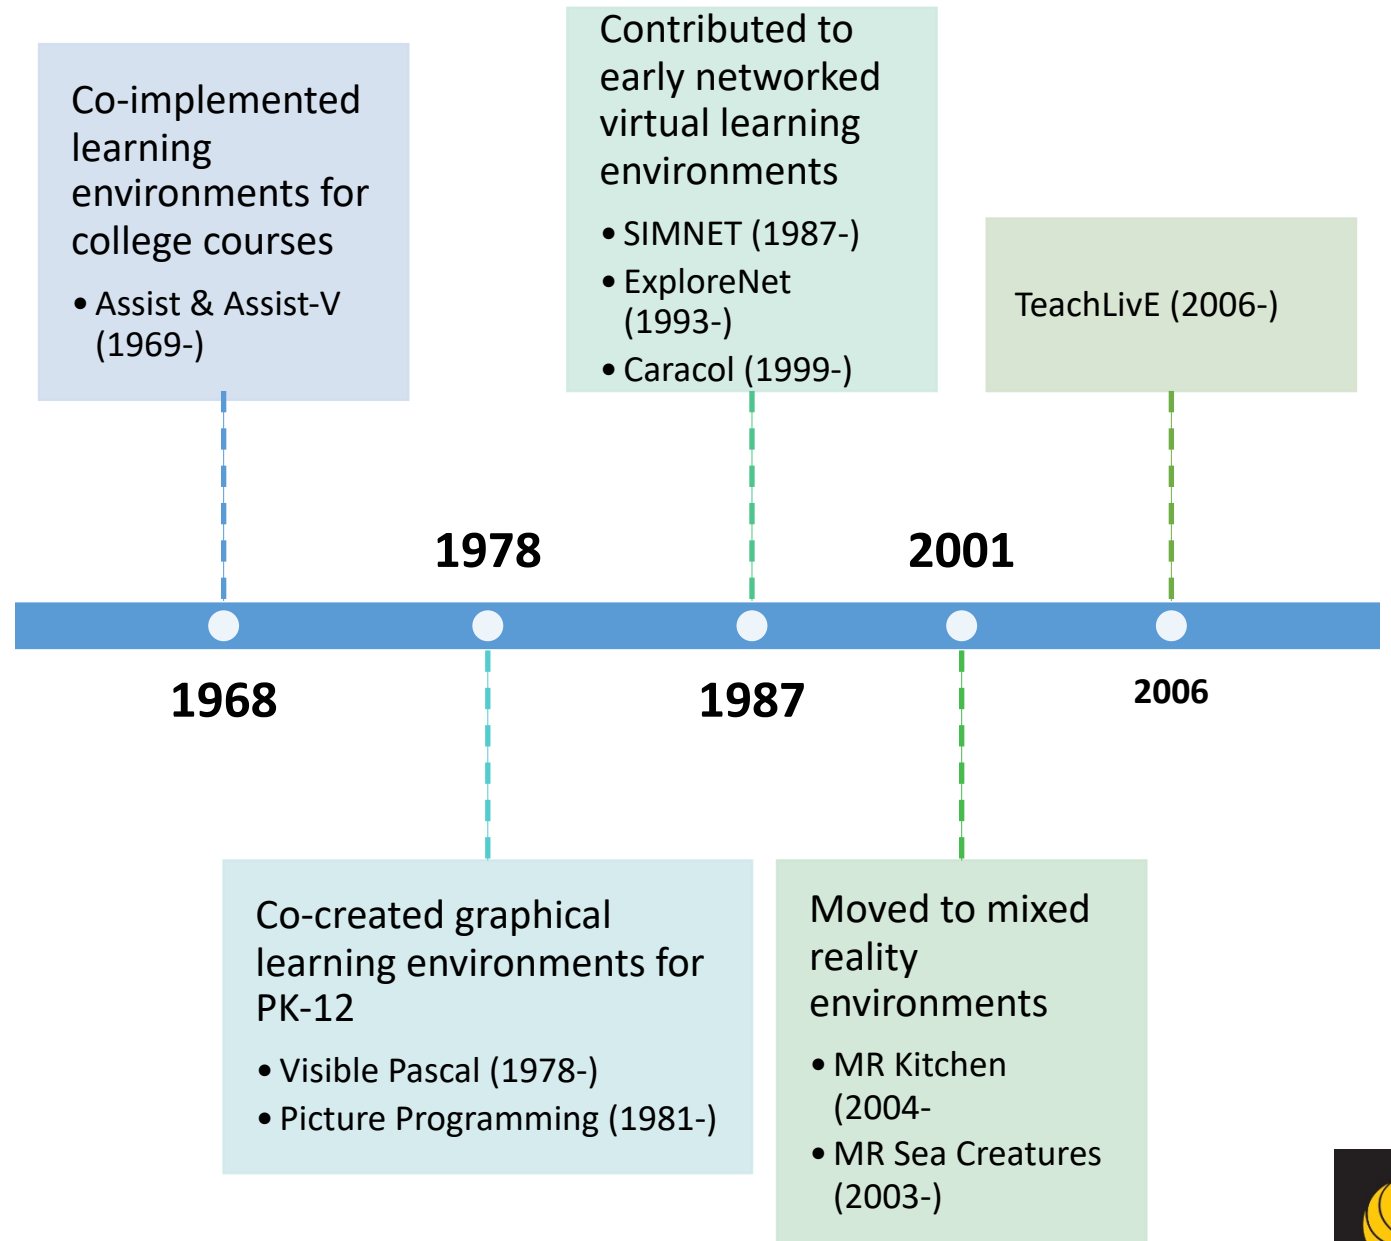 Co-implemented
learning
environments for
college courses
• Assist & Assist-V
(1969-)
Contributed to
early networked
virtual learning
environments
• SIMNET (1987-)
• ExploreNet
(1993-)
• Caracol (1999-)
TeachLivE (2006-)
1978
2001
1968
1987
2006
Co-created graphical
learning environments for
PK-12
• Visible Pascal (1978-)
• Picture Programming (1981-)
Moved to mixed
reality
environments
• MR Kitchen
(2004-
• MR Sea Creatures
(2003-)